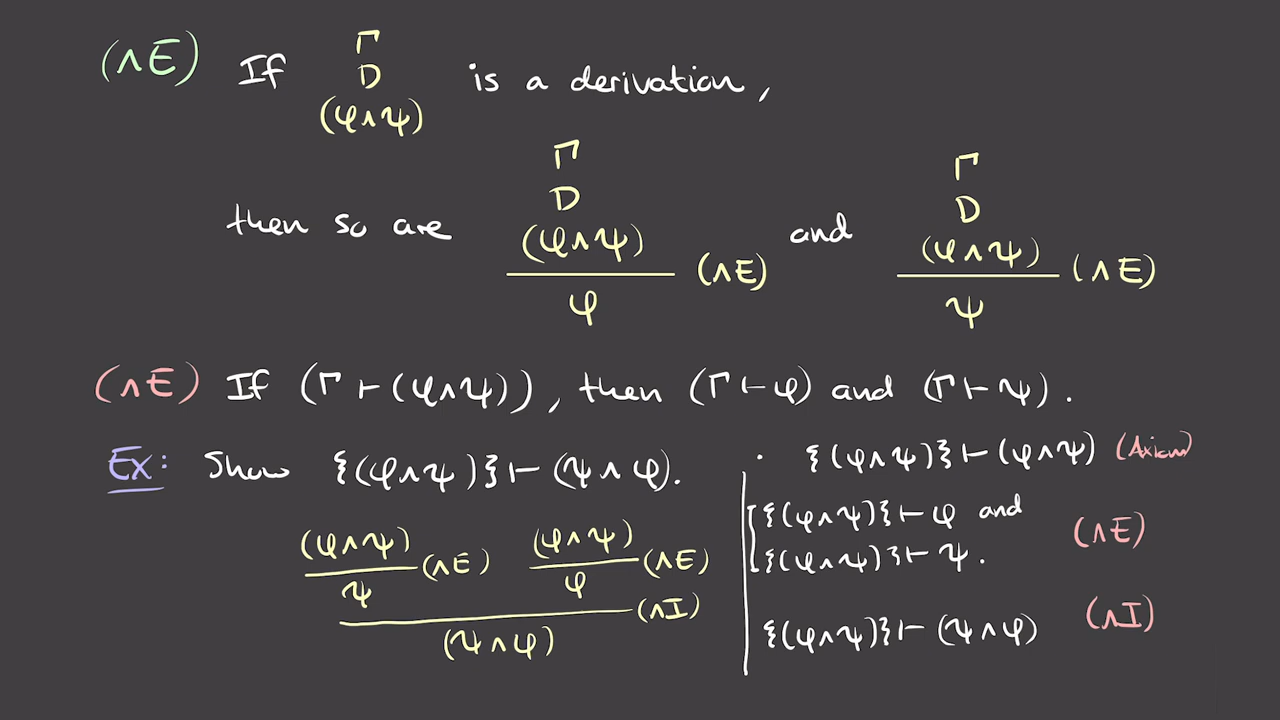 (∧E) If Γ D (φ∧ψ) is a derivation,
then so are Γ D (φ∧ψ) φ (∧E) and Γ D (φ∧ψ) ψ (∧E)
(∧E) If (Γ ⊢ (φ∧ψ)), then (Γ ⊢ φ) and (Γ ⊢ ψ).
Ex: Show {(φ∧ψ)} ⊢ (ψ∧φ).
(φ∧ψ) (φ∧ψ)
ψ (∧E) φ (∧E)
(∧I)
(ψ∧φ)
· {(φ∧ψ)} ⊢ (φ∧ψ) (Axiom)
{(φ∧ψ)} ⊢ φ and
{(φ∧ψ)} ⊢ ψ. (∧E)
{(φ∧ψ)} ⊢ (ψ∧φ) (∧I)